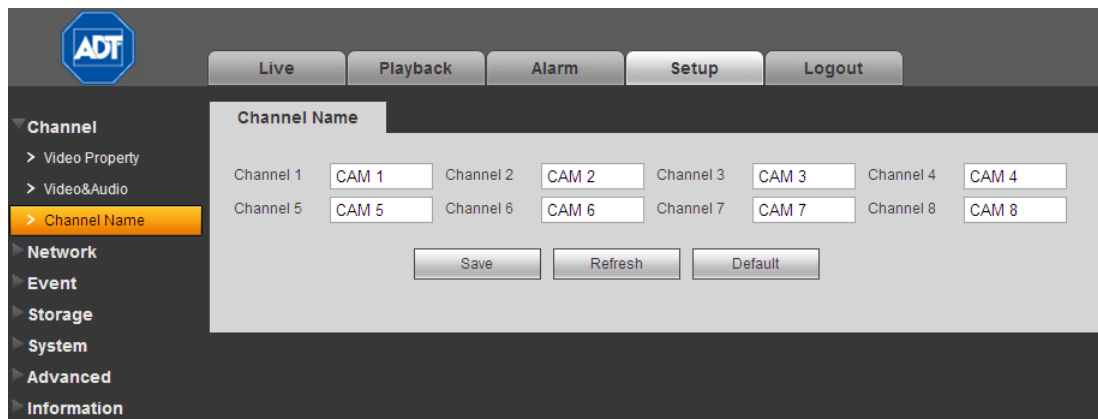 ADT
Live Playback Alarm Setup Logout
Channel
> Video Property
> Video&Audio
> Channel Name
Network
Event
Storage
System
Advanced
Information
Channel Name
Channel 1 CAM 1 Channel 2 CAM 2 Channel 3 CAM 3 Channel 4 CAM 4
Channel 5 CAM 5 Channel 6 CAM 6 Channel 7 CAM 7 Channel 8 CAM 8
Save Refresh Default